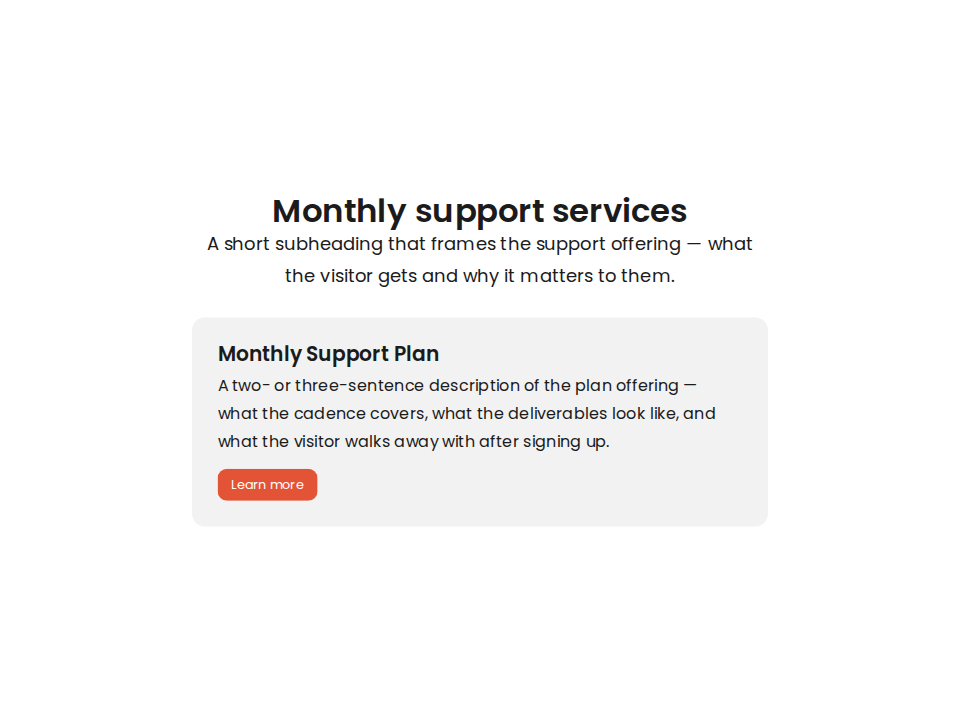 Monthly support services
A short subheading that frames the support offering — what
the visitor gets and why it matters to them.
Monthly Support Plan
A two- or three-sentence description of the plan offering —
what the cadence covers, what the deliverables look like, and
what the visitor walks away with after signing up.
Learn more